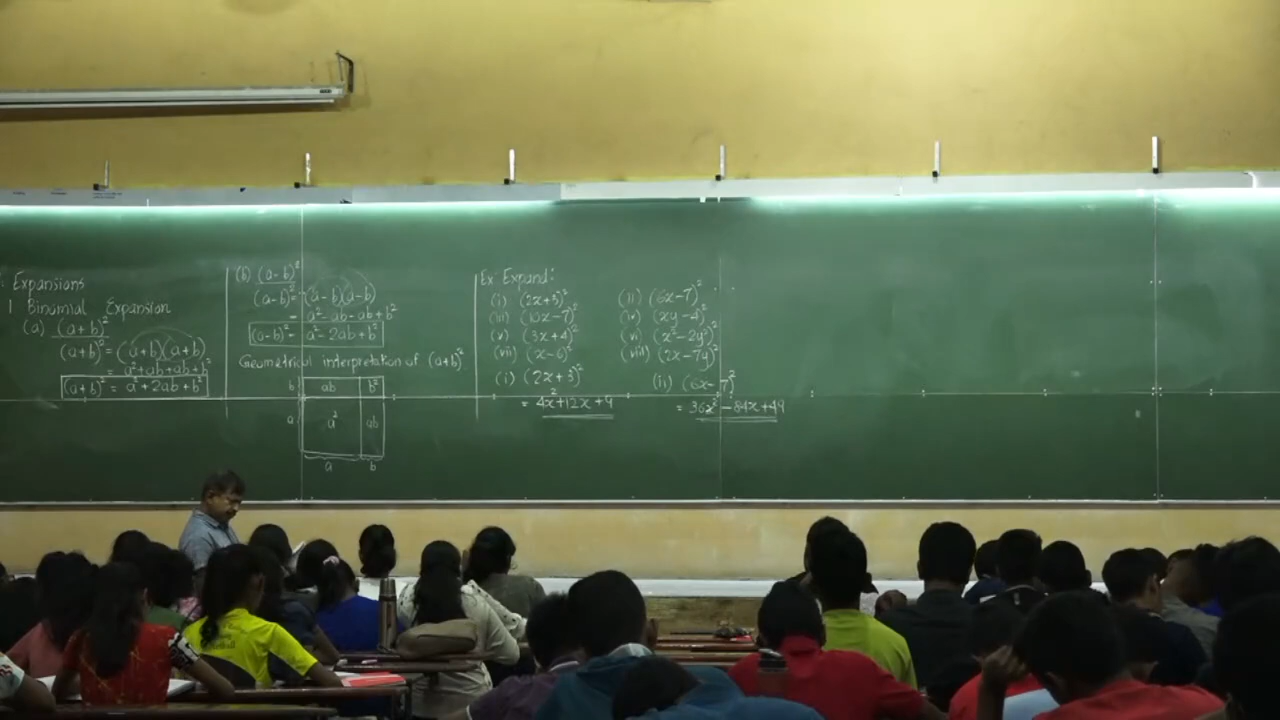 : Expansions
1 Binomial Expansion
(a) (a+b)²
(a+b)² = (a+b)(a+b)
= a²+ab+ab+b²
(a+b)² = a²+2ab+b²
(b) (a-b)²
(a-b)² = (a-b)(a-b)
= a²-ab-ab+b²
(a-b)² = a²-2ab+b²
Geometrical interpretation of (a+b)²
b ab b²
a a² ab
a b
Ex: Expand:
(i) (2x+3)² (ii) (6x-7)²
(iii) (10x-7)² (iv) (xy-4)²
(v) (3x+4)² (vi) (x²-2y²)²
(vii) (x-6)² (viii) (2x-7y)²
(i) (2x+3)² (ii) (6x-7)²
= 4x²+12x+9 = 36x²-84x+49